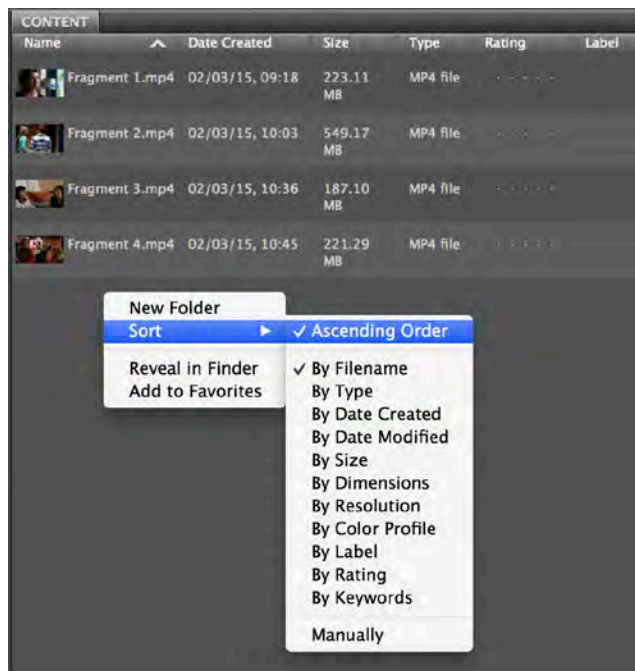 CONTENT
Name Date Created Size Type Rating Label
Fragment 1.mp4 02/03/15, 09:18 223.11 MB MP4 file
Fragment 2.mp4 02/03/15, 10:03 549.17 MB MP4 file
Fragment 3.mp4 02/03/15, 10:36 187.10 MB MP4 file
Fragment 4.mp4 02/03/15, 10:45 221.29 MB MP4 file
New Folder
Sort
Reveal in Finder
Add to Favorites
✓ Ascending Order
✓ By Filename
By Type
By Date Created
By Date Modified
By Size
By Dimensions
By Resolution
By Color Profile
By Label
By Rating
By Keywords
Manually